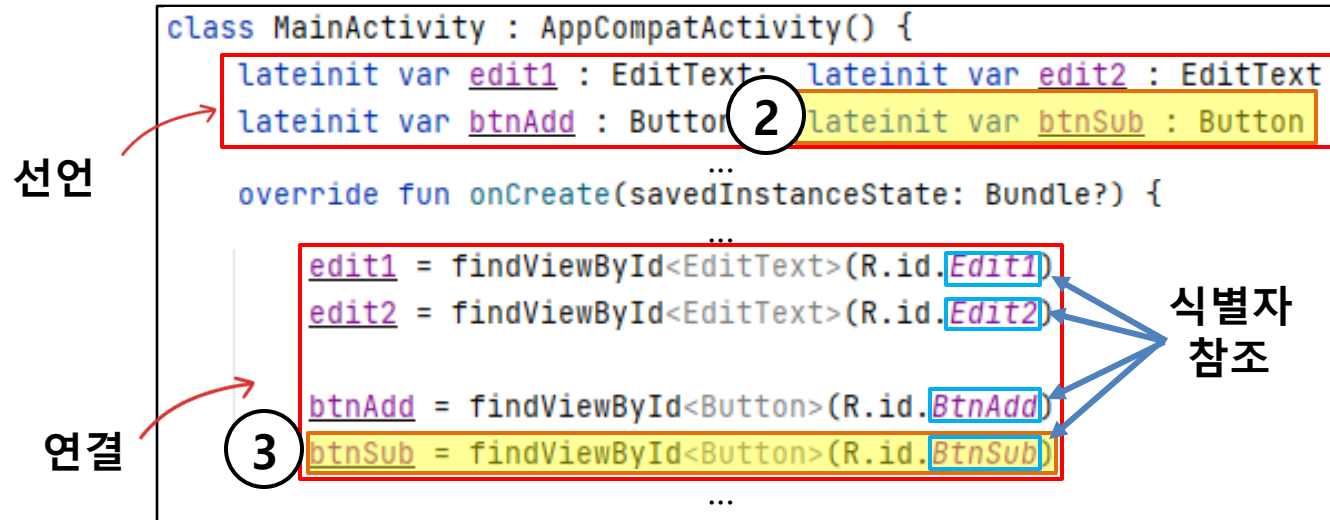 class MainActivity : AppCompatActivity() {
lateinit var edit1 : EditText; lateinit var edit2 : EditText
lateinit var btnAdd : Button ② lateinit var btnSub : Button
선언
...
override fun onCreate(savedInstanceState: Bundle?) {
...
edit1 = findViewById<EditText>(R.id.Edit1)
edit2 = findViewById<EditText>(R.id.Edit2)
식별자
참조
btnAdd = findViewById<Button>(R.id.BtnAdd)
연결
③ btnSub = findViewById<Button>(R.id.BtnSub)
...